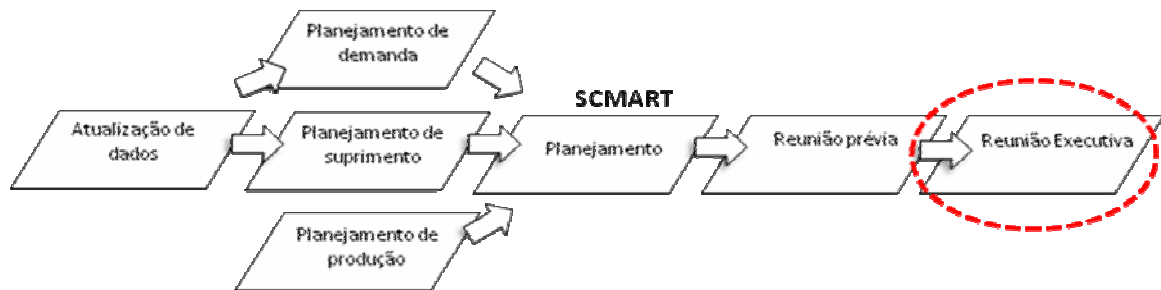 Planejamento de
demanda
SCMART
Atualização de
dados
Planejamento de
suprimento
Planejamento
Reunião prévia
Reunião Executiva
Planejamento de
produção